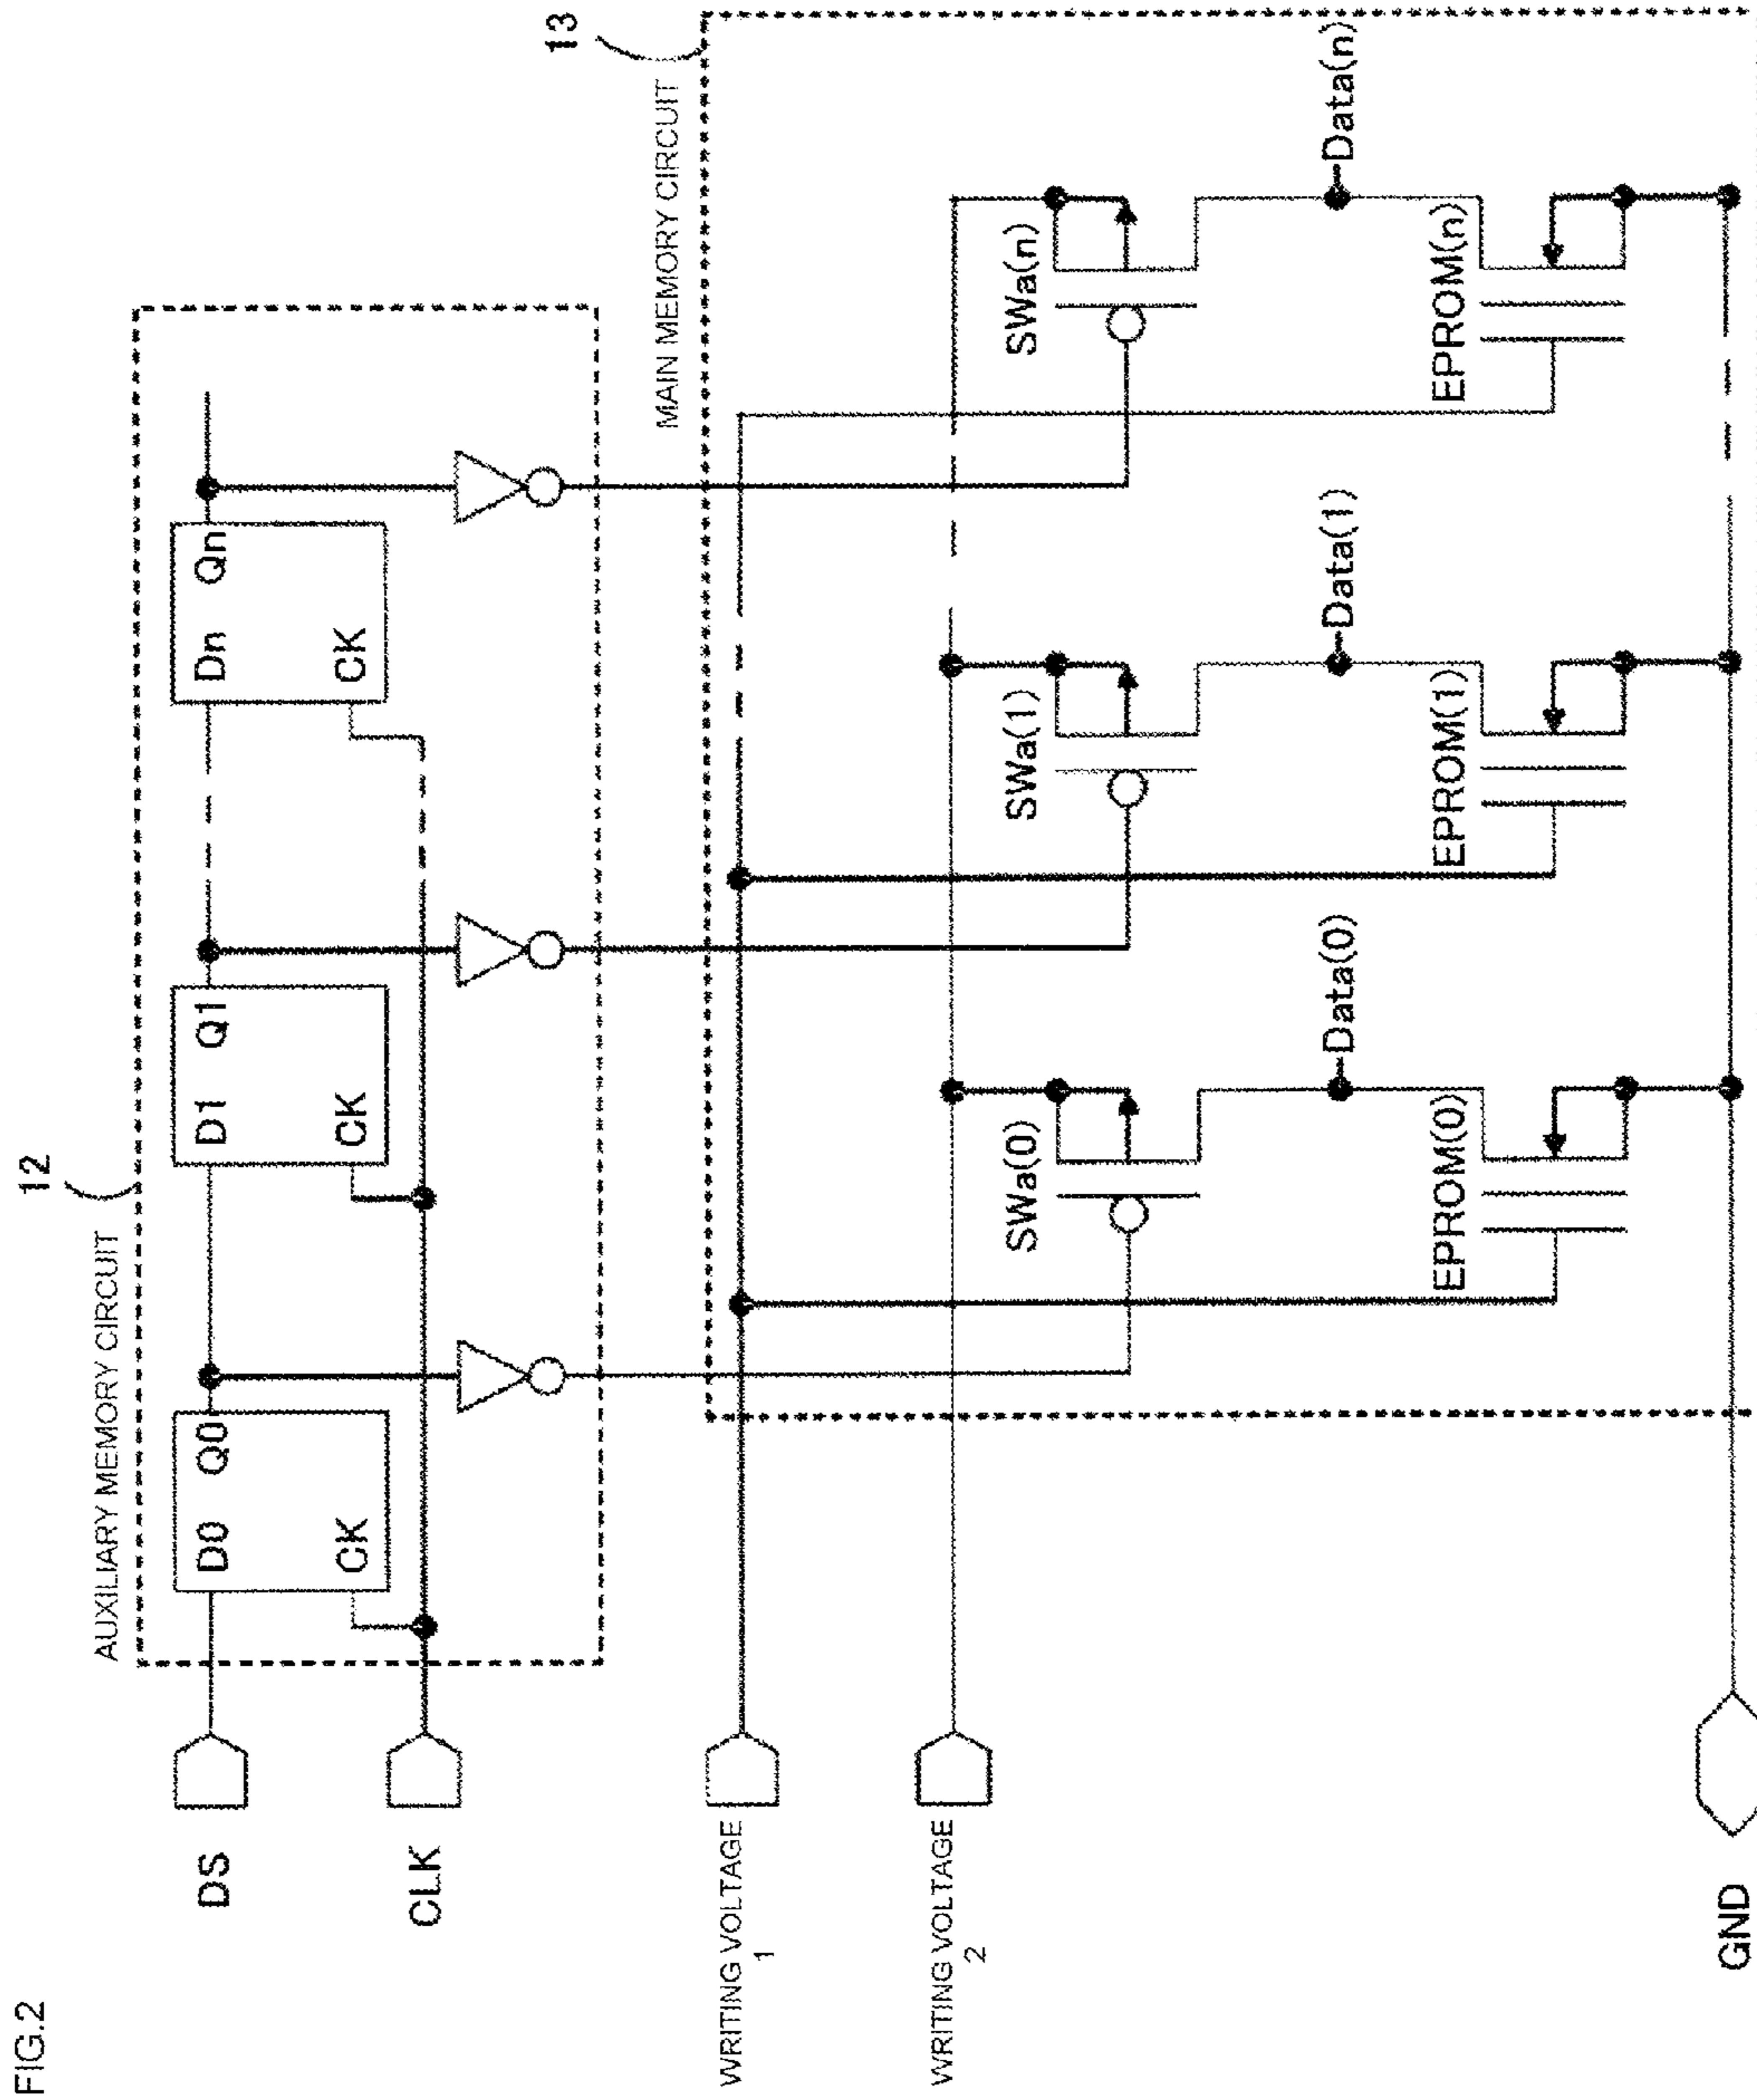 FIG.2
12
AUXILIARY MEMORY CIRCUIT
DS
D0 Q0
CK
D1 Q1
CK
Dn Qn
CK
CLK
13
MAIN MEMORY CIRCUIT
WRITING VOLTAGE
1
WRITING VOLTAGE
2
SWa(0)
SWa(1)
SWa(n)
Data(0)
Data(1)
Data(n)
EPROM(0)
EPROM(1)
EPROM(n)
GND